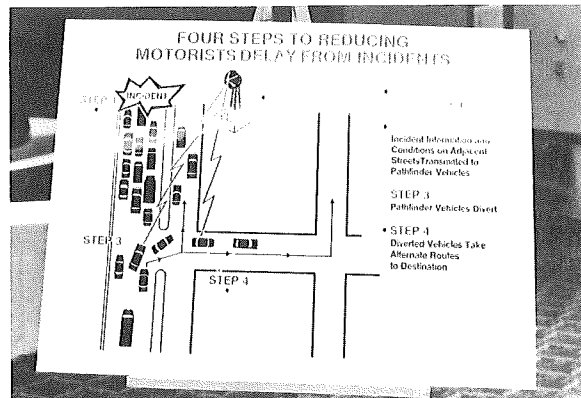 FOUR STEPS TO REDUCING
MOTORISTS DELAY FROM INCIDENTS
STEP
INCIDENT
Incident Information and
Conditions on Adjacent
Streets Transmitted to
Pathfinder Vehicles
STEP 3
Pathfinder Vehicles Divert
STEP 3
• STEP 4
Diverted Vehicles Take
Alternate Routes
to Destination
STEP 4